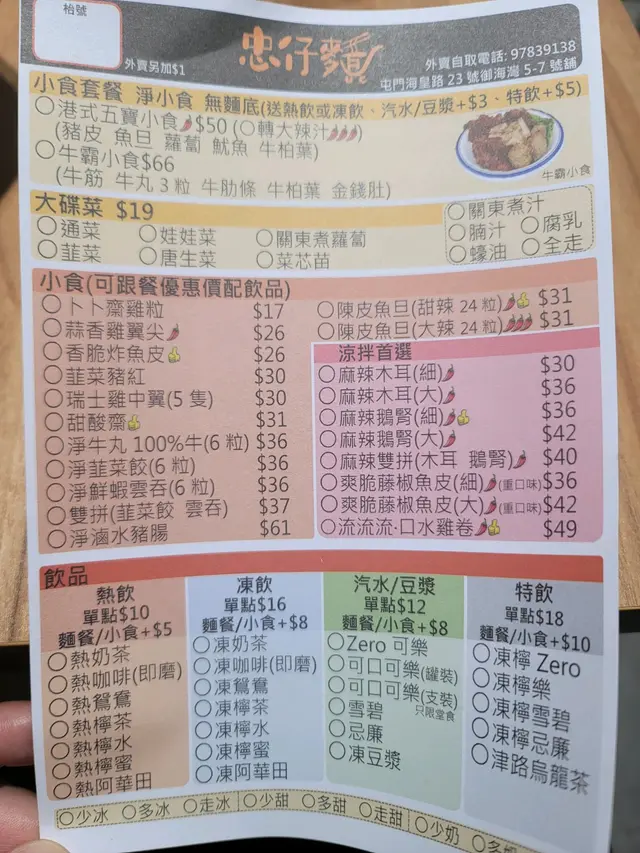 枱號
外賣另加$1
忠仔麵
外賣自取電話: 97839138
屯門海皇路 23 號御海灣 5-7 號舖
小食套餐 淨小食 無麵底(送熱飲或凍飲、汽水/豆漿+$3、特飲+$5)
港式五寶小食 $50 (轉大辣汁)
(豬皮 魚旦 蘿蔔 魷魚 牛柏葉)
牛霸小食$66
(牛筋 牛丸 3 粒 牛肋條 牛柏葉 金錢肚)
牛霸小食
大碟菜 $19
通菜 娃娃菜 關東煮蘿蔔
韮菜 唐生菜 菜芯苗
關東煮汁
腩汁 腐乳
蠔油 全走
小食(可跟餐優惠價配飲品)
卜卜齋雞粒 $17
蒜香雞翼尖 $26
香脆炸魚皮 $26
韮菜豬紅 $30
瑞士雞中翼(5 隻) $30
甜酸齋 $31
淨牛丸 100%牛(6 粒) $36
淨韮菜餃(6 粒) $36
淨鮮蝦雲吞(6 粒) $36
雙拼(韮菜餃 雲吞) $37
淨滷水豬腸 $61
陳皮魚旦(甜辣 24 粒) $31
陳皮魚旦(大辣 24 粒) $31
涼拌首選
麻辣木耳(細) $30
麻辣木耳(大) $36
麻辣鵝腎(細) $36
麻辣鵝腎(大) $42
麻辣雙拼(木耳 鵝腎) $40
爽脆藤椒魚皮(細) (重口味) $36
爽脆藤椒魚皮(大) (重口味) $42
流流流·口水雞卷 $49
飲品
熱飲
單點$10
麵餐/小食+$5
熱奶茶
熱咖啡(即磨)
熱鴛鴦
熱檸茶
熱檸水
熱檸蜜
熱阿華田
凍飲
單點$16
麵餐/小食+$8
凍奶茶
凍咖啡(即磨)
凍鴛鴦
凍檸茶
凍檸水
凍檸蜜
凍阿華田
汽水/豆漿
單點$12
麵餐/小食+$8
Zero 可樂
可口可樂(罐裝)
可口可樂(支裝)
只限堂食
雪碧
忌廉
凍豆漿
特飲
單點$18
麵餐/小食+$10
凍檸 Zero
凍檸樂
凍檸雪碧
凍檸忌廉
津路烏龍茶
少冰 多冰 走冰 少甜 多甜 走甜 少奶 多奶